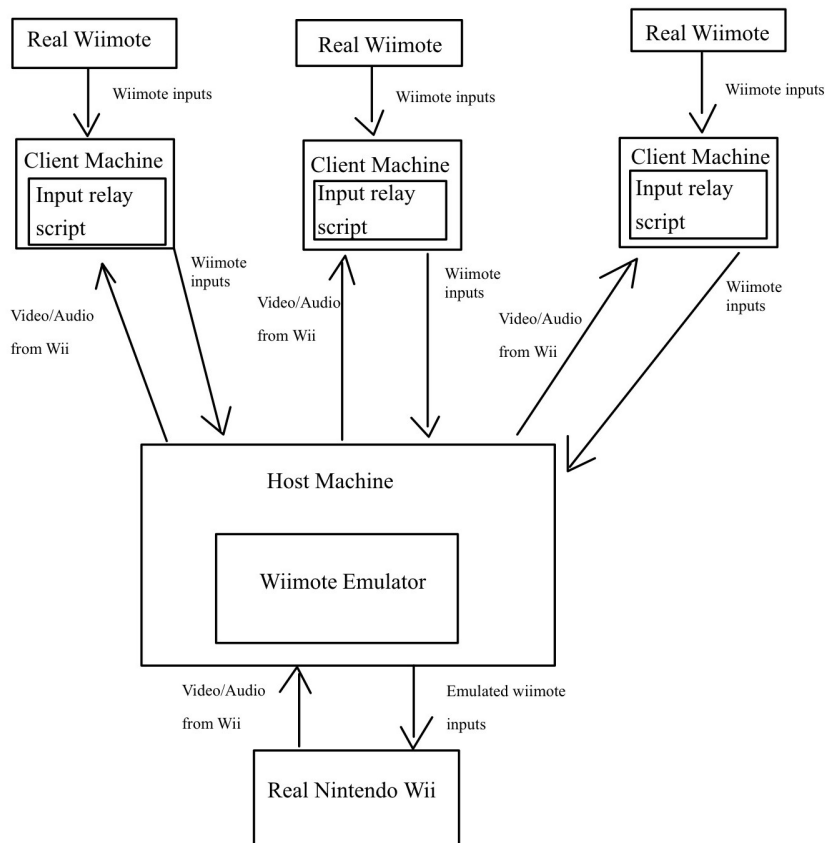 Real Wiimote
Real Wiimote
Real Wiimote
Wiimote inputs
Wiimote inputs
Wiimote inputs
Client Machine
Input relay
script
Client Machine
Input relay
script
Client Machine
Input relay
script
Video/Audio
from Wii
Wiimote
inputs
Video/Audio
from Wii
Wiimote
inputs
Video/Audio
from Wii
Wiimote
inputs
Host Machine
Wiimote Emulator
Video/Audio
from Wii
Emulated wiimote
inputs
Real Nintendo Wii